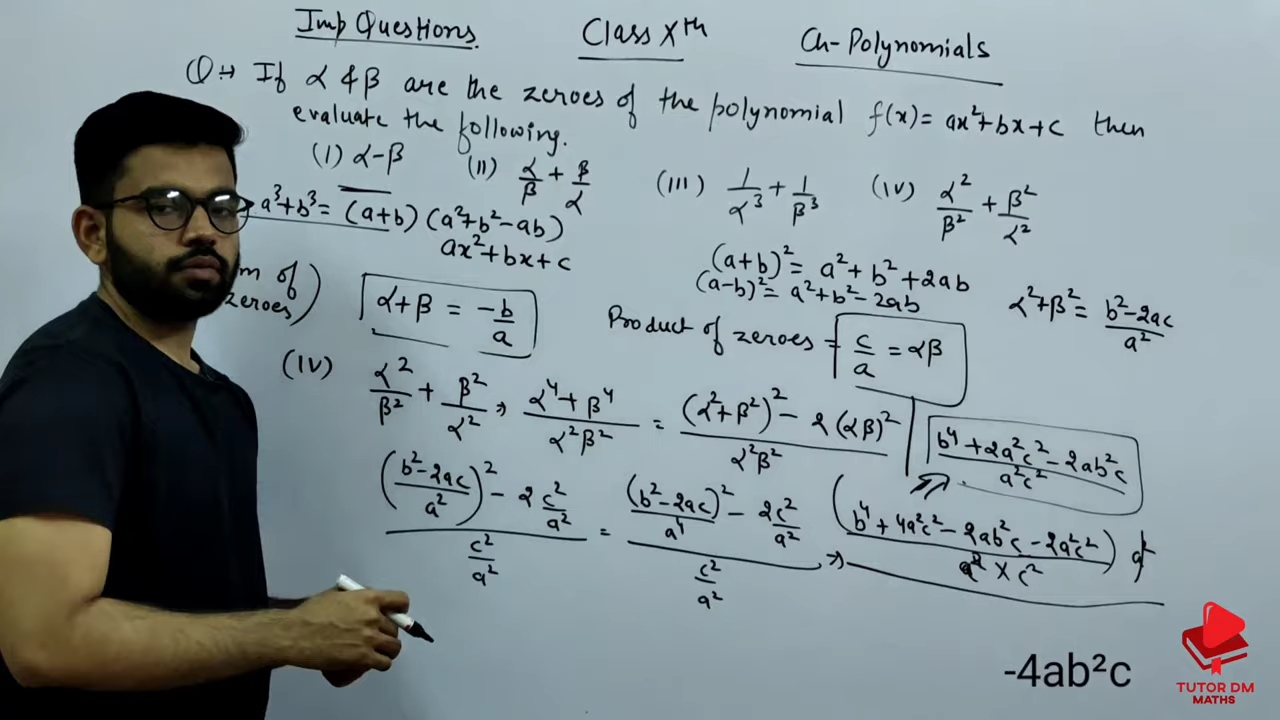 Imp Questions. Class Xth Ch- Polynomials
Q→ If α & β are the zeroes of the polynomial f(x) = ax²+bx+c then
evaluate the following.
(I) α-β (II) α/β + β/α (III) 1/α³ + 1/β³ (IV) α²/β² + β²/α²
a³+b³ = (a+b) (a²+b²-ab)
ax²+bx+c
(a+b)² = a²+b²+2ab
(a-b)² = a²+b²-2ab
α²+β² = (b²-2ac)/a²
m of zeroes) α+β = -b/a Product of zeroes = c/a = αβ
(IV) α²/β² + β²/α² → (α⁴+β⁴)/(α²β²) = ((α²+β²)² - 2(αβ)²)/(α²β²)
(b⁴+2a²c²-2ab²c)/(a²c²)
(((b²-2ac)/a²)² - 2c²/a²)/(c²/a²) = ((b²-2ac)²/a⁴ - 2c²/a²)/(c²/a²) → (b⁴+4a²c²-2ab²c-2a²c²)
-4ab²c
TUTOR DM
MATHS